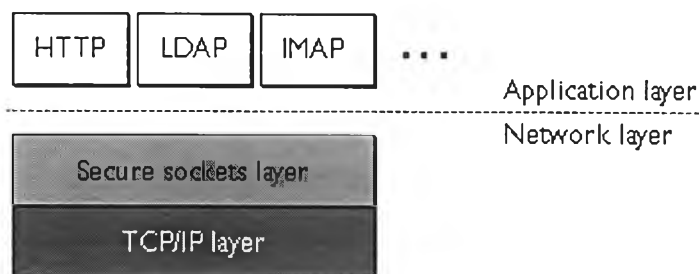 HTTP LDAP IMAP ...
Application layer
Network layer
Secure sockets layer
TCP/IP layer